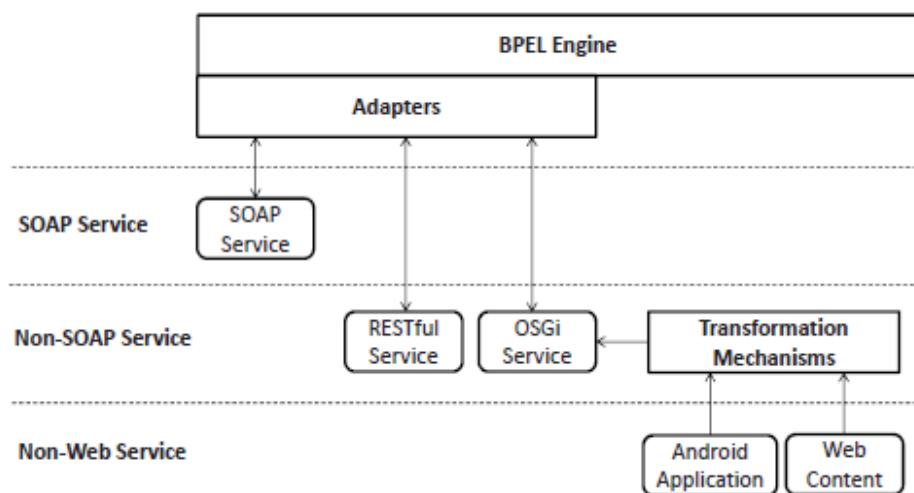 BPEL Engine
Adapters
SOAP Service
SOAP
Service
Non-SOAP Service
RESTful
Service
OSGi
Service
Transformation
Mechanisms
Non-Web Service
Android
Application
Web
Content